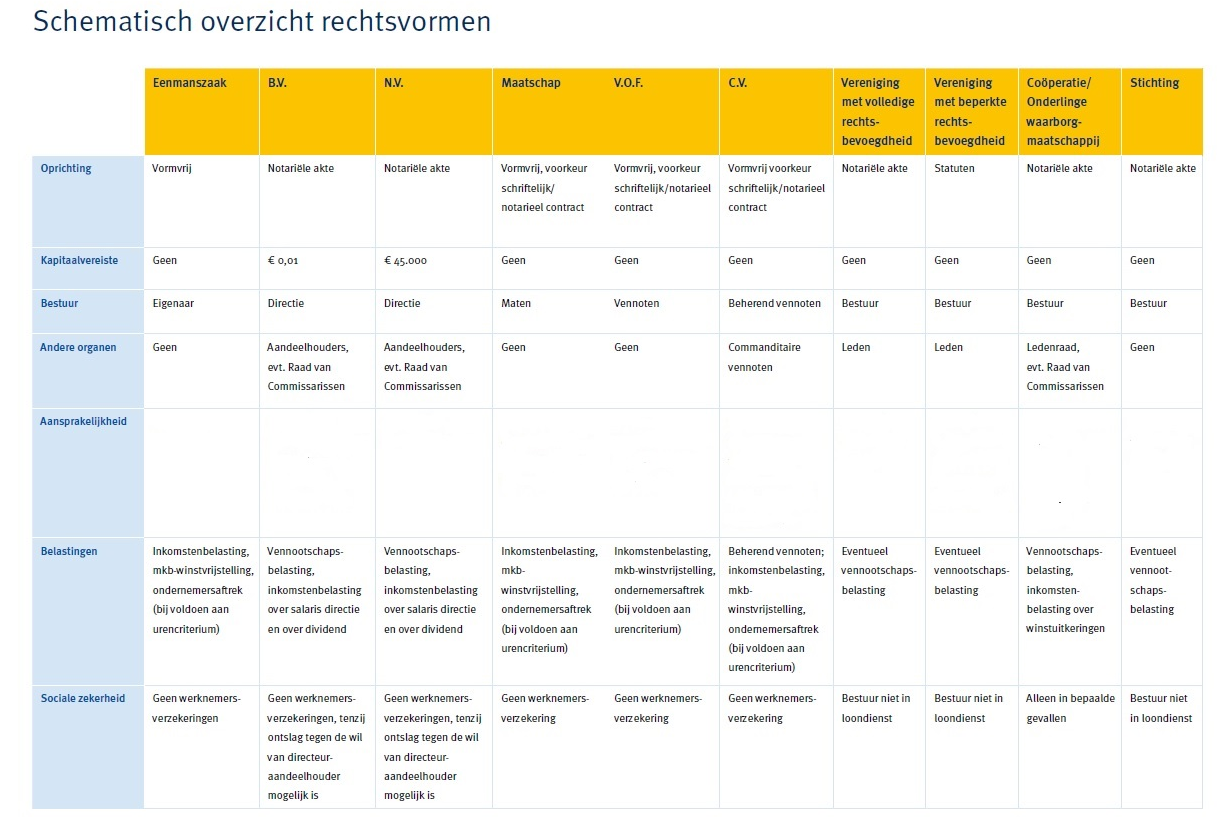 Schematisch overzicht rechtsvormen
Eenmanszaak
B.V.
N.V.
Maatschap
V.O.F.
C.V.
Vereniging
met volledige
rechts-
bevoegdheid
Vereniging
met beperkte
rechts-
bevoegdheid
Coöperatie/
Onderlinge
waarborg-
maatschappij
Stichting
Oprichting
Vormvrij
Notariële akte
Notariële akte
Vormvrij, voorkeur
schriftelijk/
notarieel contract
Vormvrij, voorkeur
schriftelijk/notarieel
contract
Vormvrij voorkeur
schriftelijk/notarieel
contract
Notariële akte
Statuten
Notariële akte
Notariële akte
Kapitaalvereiste
Geen
€ 0,01
€ 45.000
Geen
Geen
Geen
Geen
Geen
Geen
Geen
Bestuur
Eigenaar
Directie
Directie
Maten
Vennoten
Beherend vennoten
Bestuur
Bestuur
Bestuur
Bestuur
Andere organen
Geen
Aandeelhouders,
evt. Raad van
Commissarissen
Aandeelhouders,
evt. Raad van
Commissarissen
Geen
Geen
Commanditaire
vennoten
Leden
Leden
Ledenraad,
evt. Raad van
Commissarissen
Geen
Aansprakelijkheid
Belastingen
Inkomstenbelasting,
mkb-winstvrijstelling,
ondernemersaftrek
(bij voldoen aan
urencriterium)
Vennootschaps-
belasting,
inkomstenbelasting
over salaris directie
en over dividend
Vennootschaps-
belasting,
inkomstenbelasting
over salaris directie
en over dividend
Inkomstenbelasting,
mkb-
winstvrijstelling,
ondernemersaftrek
(bij voldoen aan
urencriterium)
Inkomstenbelasting,
mkb-winstvrijstelling,
ondernemersaftrek
(bij voldoen aan
urencriterium)
Beherend vennoten;
inkomstenbelasting,
mkb-
winstvrijstelling,
ondernemersaftrek
(bij voldoen aan
urencriterium)
Eventueel
vennootschaps-
belasting
Eventueel
vennootschaps-
belasting
Vennootschaps-
belasting,
inkomsten-
belasting over
winstuitkeringen
Eventueel
vennoot-
schaps-
belasting
Sociale zekerheid
Geen werknemers-
verzekeringen
Geen werknemers-
verzekeringen, tenzij
ontslag tegen de wil
van directeur-
aandeelhouder
mogelijk is
Geen werknemers-
verzekeringen, tenzij
ontslag tegen de wil
van directeur-
aandeelhouder
mogelijk is
Geen werknemers-
verzekering
Geen werknemers-
verzekering
Geen werknemers-
verzekering
Bestuur niet in
loondienst
Bestuur niet in
loondienst
Alleen in bepaalde
gevallen
Bestuur niet
in loondienst